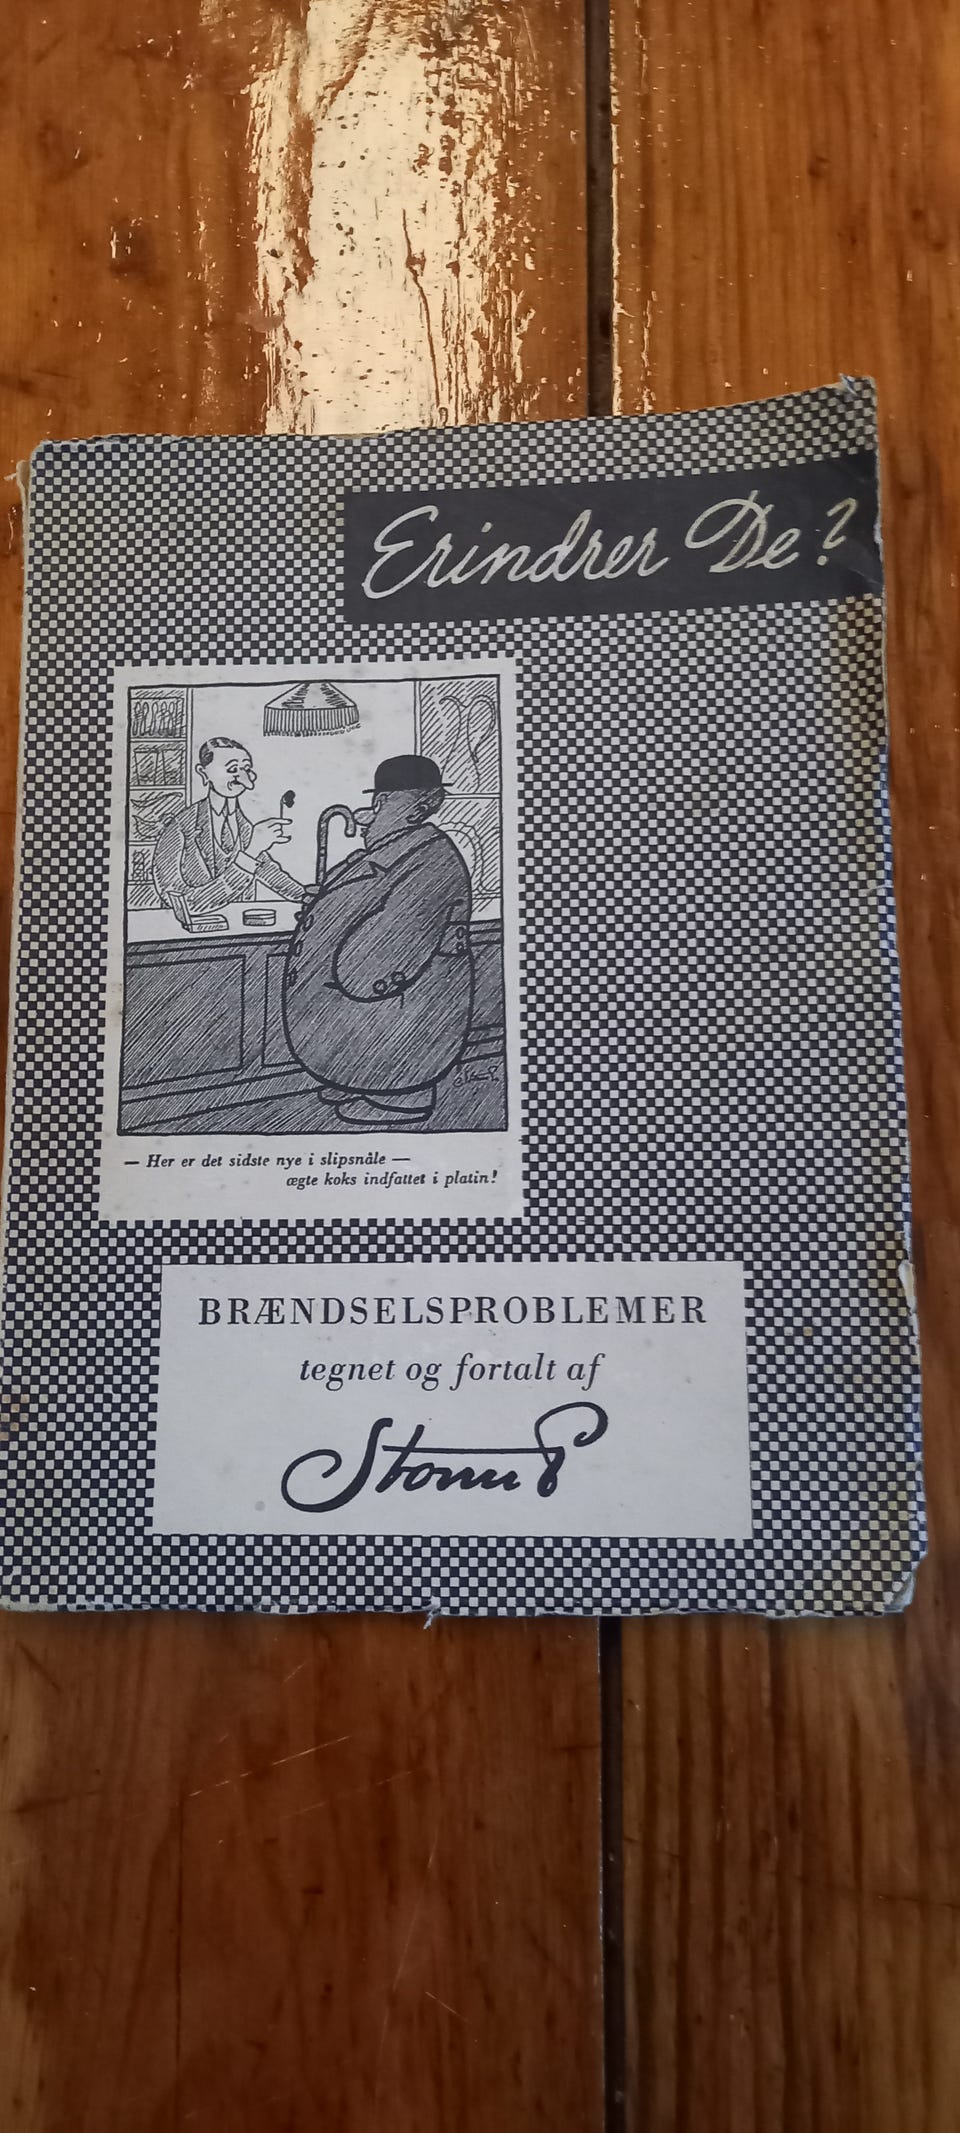 Erindrer De?
— Her er det sidste nye i slipsnåle —
ægte koks indfattet i platin!
BRÆNDSELSPROBLEMER
tegnet og fortalt af
Storm P